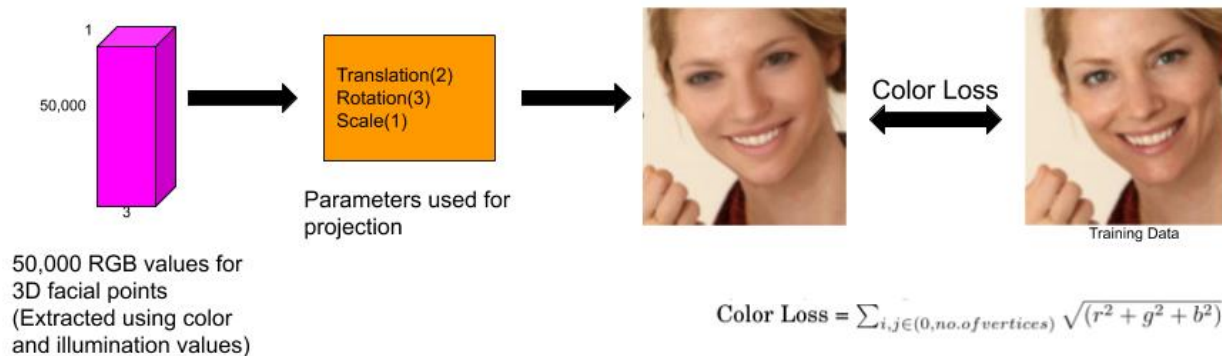 1
50,000
3
50,000 RGB values for
3D facial points
(Extracted using color
and illumination values)
Translation(2)
Rotation(3)
Scale(1)
Parameters used for
projection
Color Loss
Training Data
Color Loss = ∑i,j∈(0,no.ofvertices) √(r² + g² + b²)